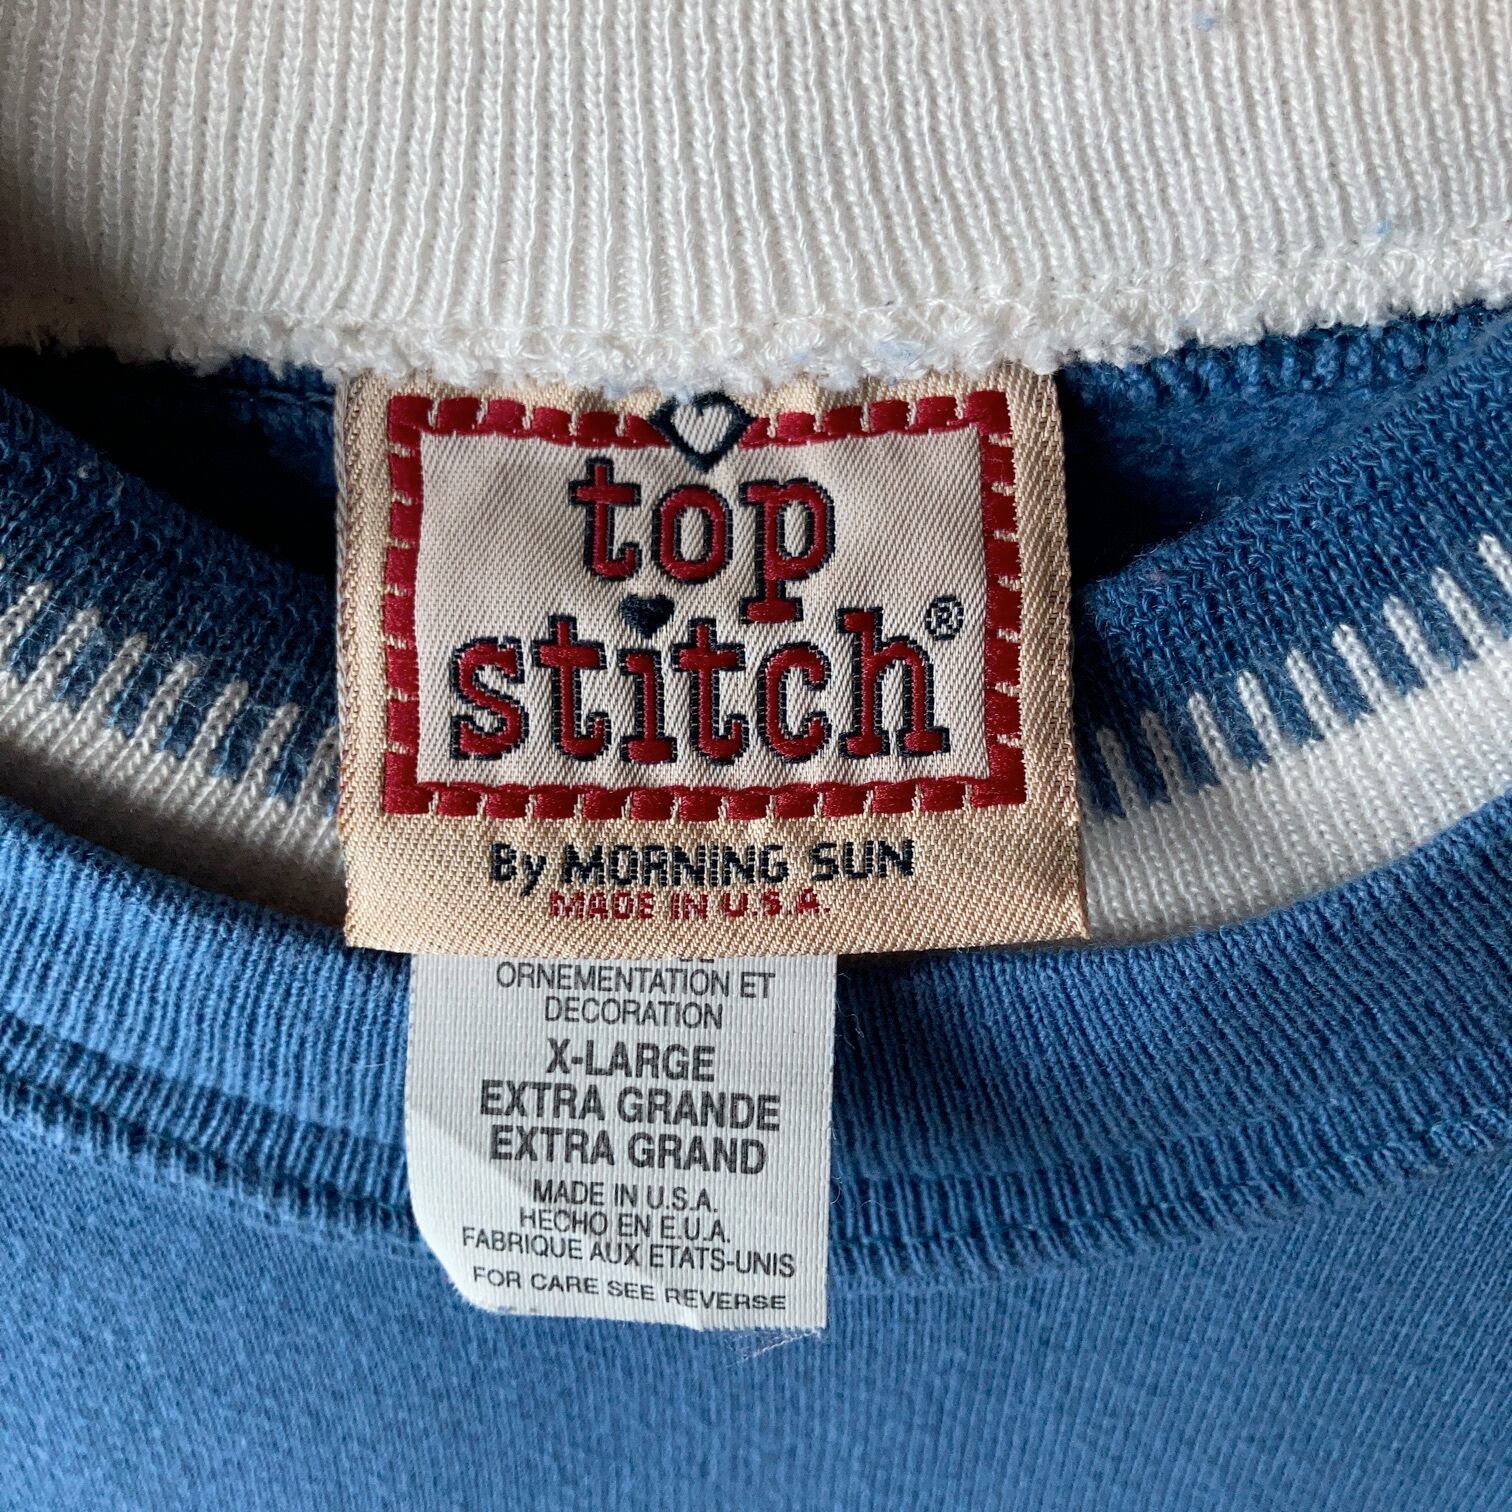 top
stitch®
By MORNING SUN
MADE IN U.S.A.
ORNEMENTATION ET
DECORATION
X-LARGE
EXTRA GRANDE
EXTRA GRAND
MADE IN U.S.A.
HECHO EN E.U.A.
FABRIQUE AUX ETATS-UNIS
FOR CARE SEE REVERSE